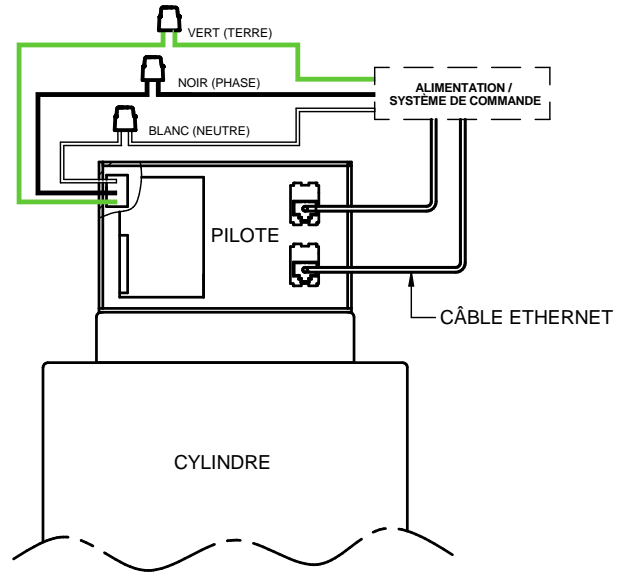 VERT (TERRE)
NOIR (PHASE)
ALIMENTATION /
SYSTÈME DE COMMANDE
BLANC (NEUTRE)
PILOTE
CÂBLE ETHERNET
CYLINDRE